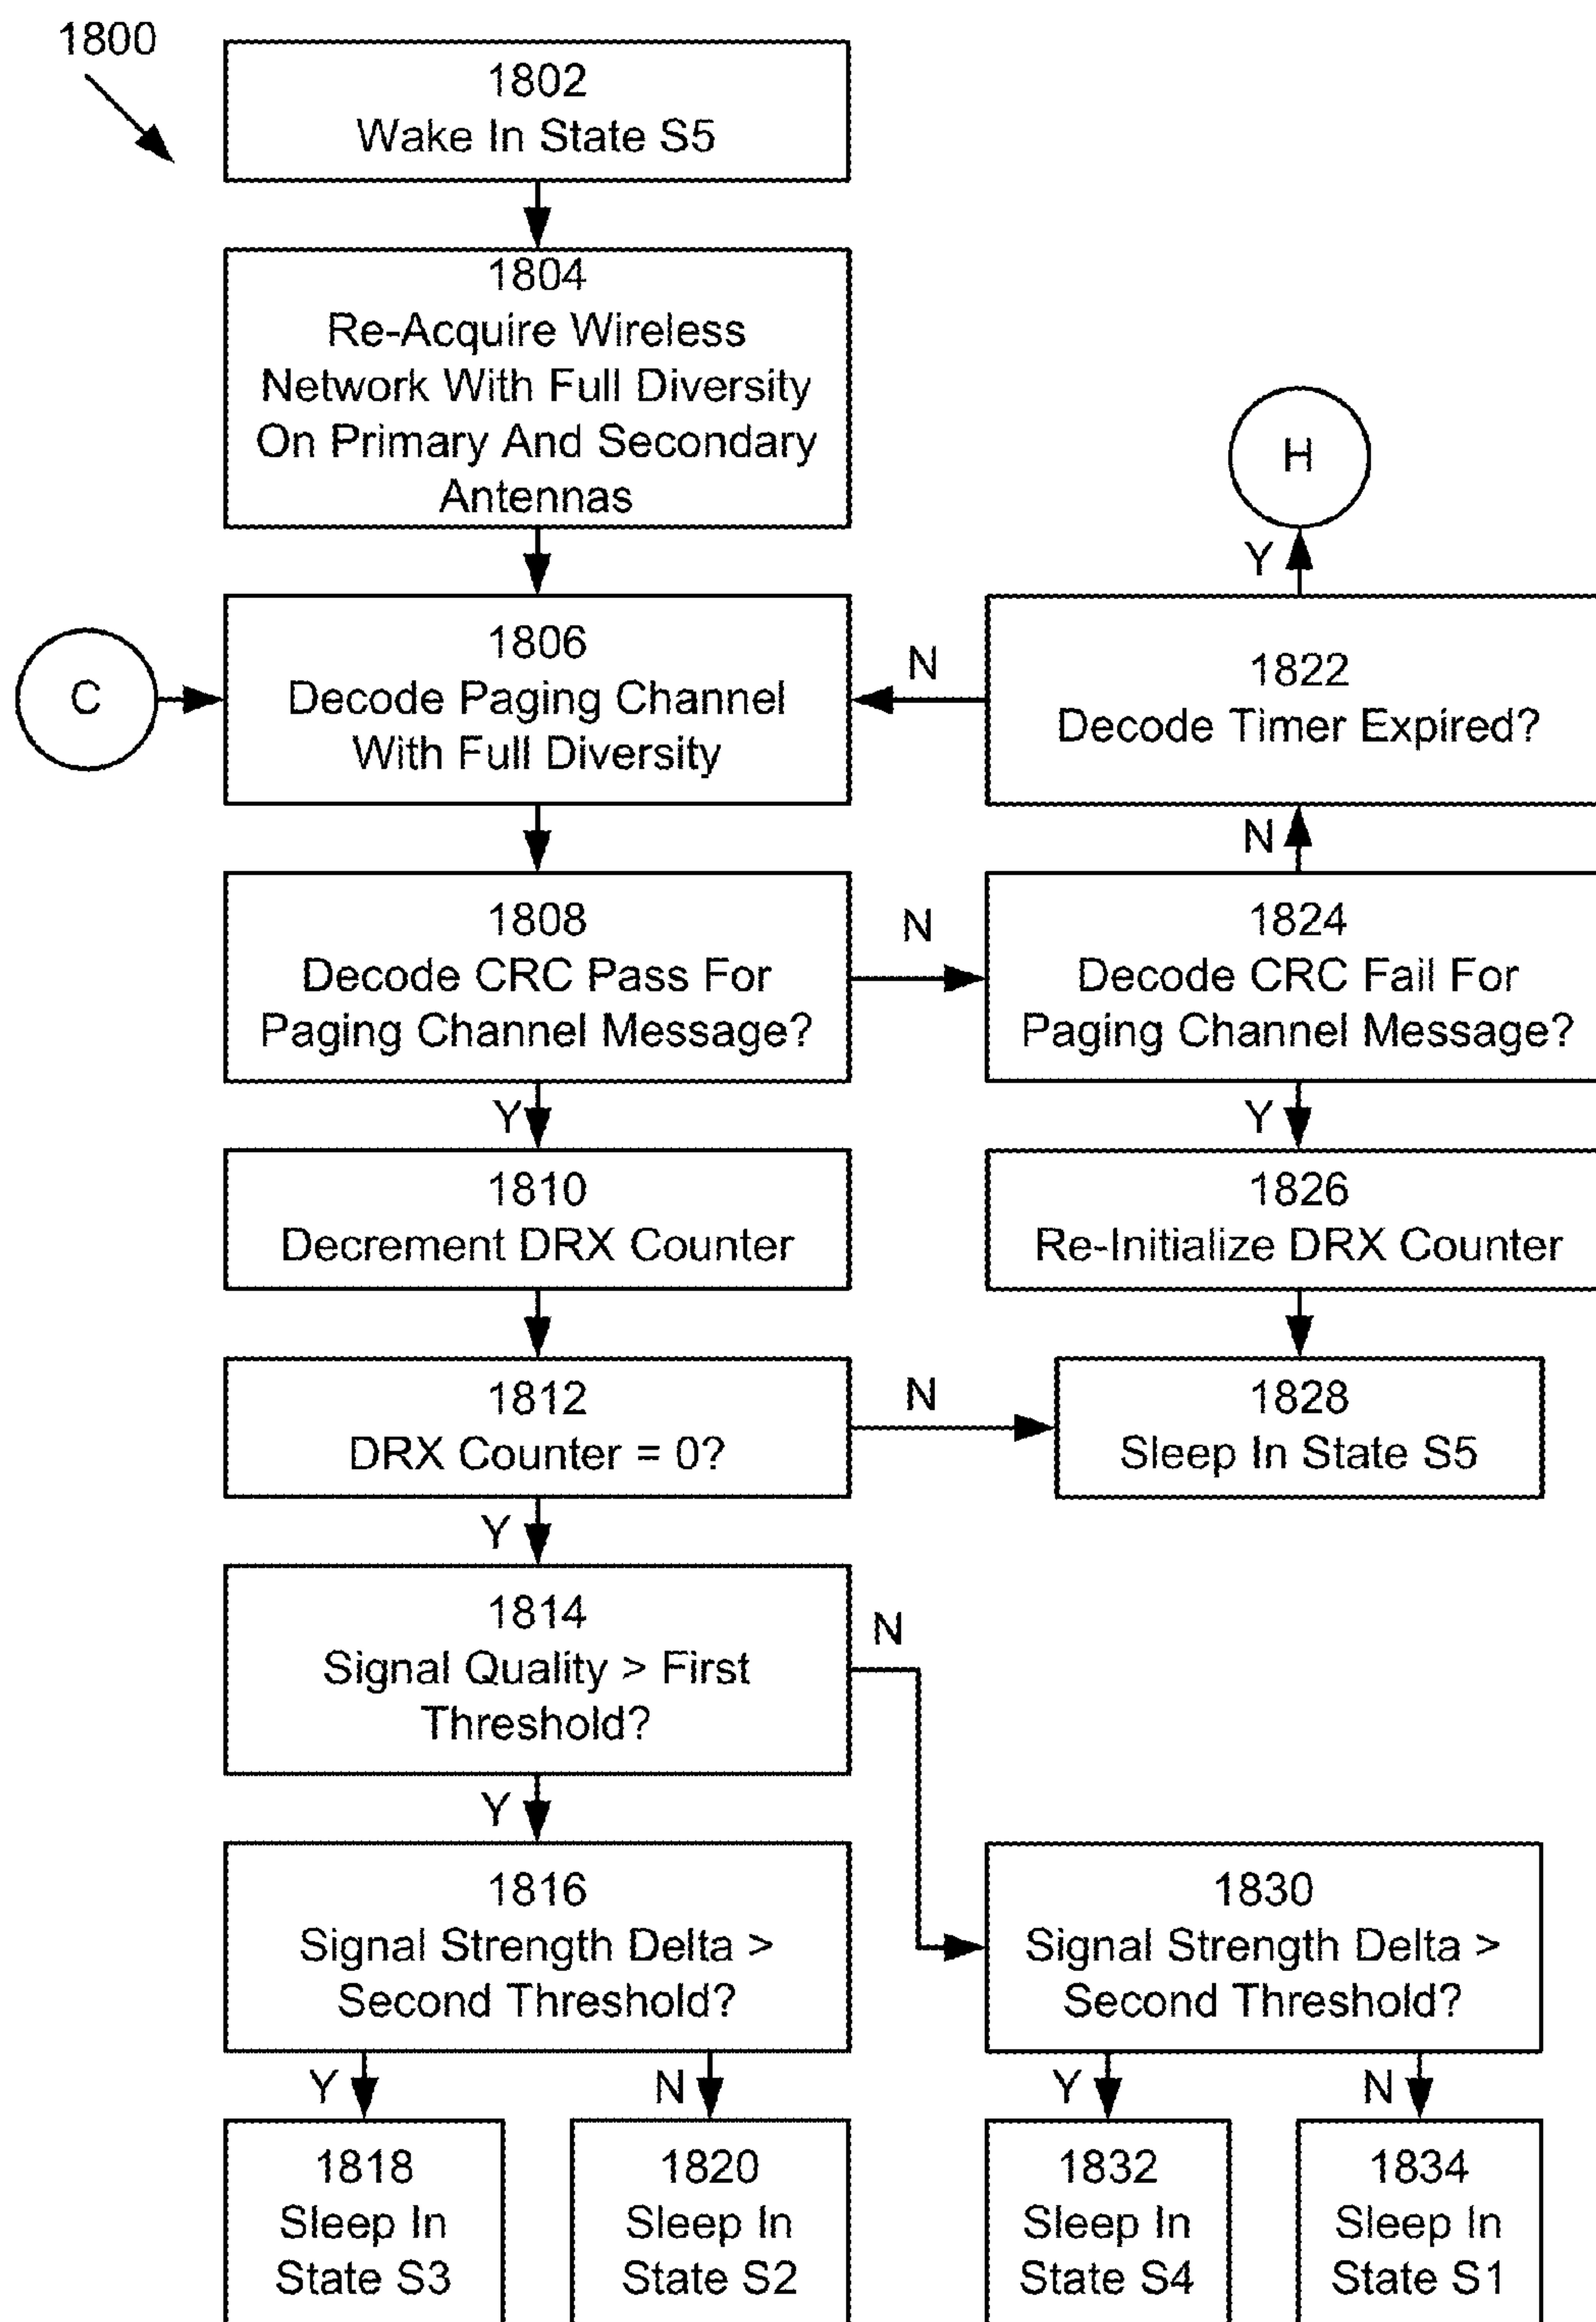 1800
1802
Wake In State S5
1804
Re-Acquire Wireless
Network With Full Diversity
On Primary And Secondary
Antennas
H
Y
C
1806
Decode Paging Channel
With Full Diversity
N
1822
Decode Timer Expired?
N
1808
Decode CRC Pass For
Paging Channel Message?
N
1824
Decode CRC Fail For
Paging Channel Message?
Y
Y
1810
Decrement DRX Counter
1826
Re-Initialize DRX Counter
1812
DRX Counter = 0?
N
1828
Sleep In State S5
Y
1814
Signal Quality > First
Threshold?
N
Y
1816
Signal Strength Delta >
Second Threshold?
1830
Signal Strength Delta >
Second Threshold?
Y
N
Y
N
1818
Sleep In
State S3
1820
Sleep In
State S2
1832
Sleep In
State S4
1834
Sleep In
State S1